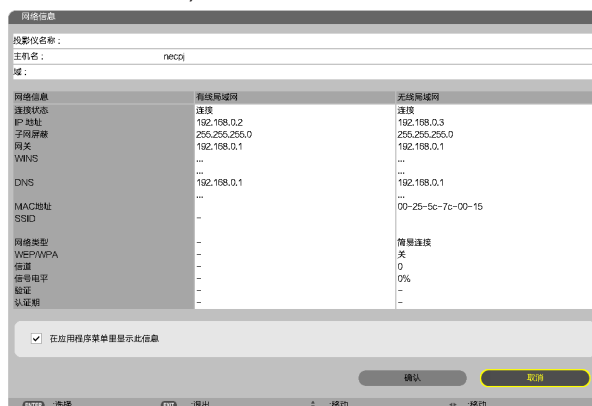 网络信息
投影仪名称：
主机名： necpj
域：
网络信息 有线局域网 无线局域网
连接状态 连接 连接
IP 地址 192.168.0.2 192.168.0.3
子网屏蔽 255.255.255.0 255.255.255.0
网关 192.168.0.1 192.168.0.1
WINS ... ...
... ...
DNS 192.168.0.1 192.168.0.1
... ...
MAC地址 00-25-5c-7c-00-15
SSID -
网络类型 - 简易连接
WEP/WPA - 关
信道 - 0
信号电平 - 0%
验证 - -
认证期 - -
在应用程序菜单里显示此信息
确认 取消
ENTER :选择 EXIT :退出 :移动 :移动